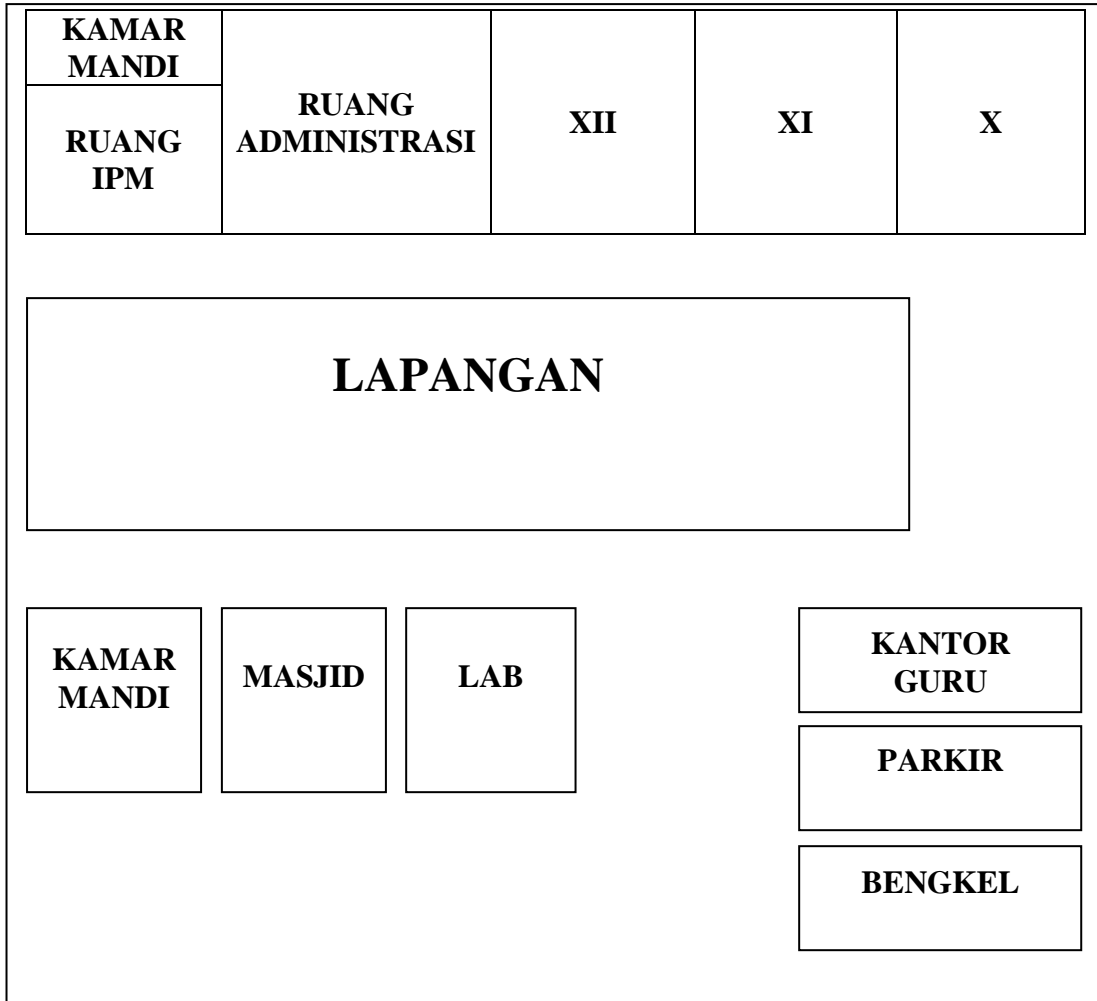 KAMAR
MANDI
RUANG
IPM
RUANG
ADMINISTRASI
XII
XI
X
LAPANGAN
KAMAR
MANDI
MASJID
LAB
KANTOR
GURU
PARKIR
BENGKEL